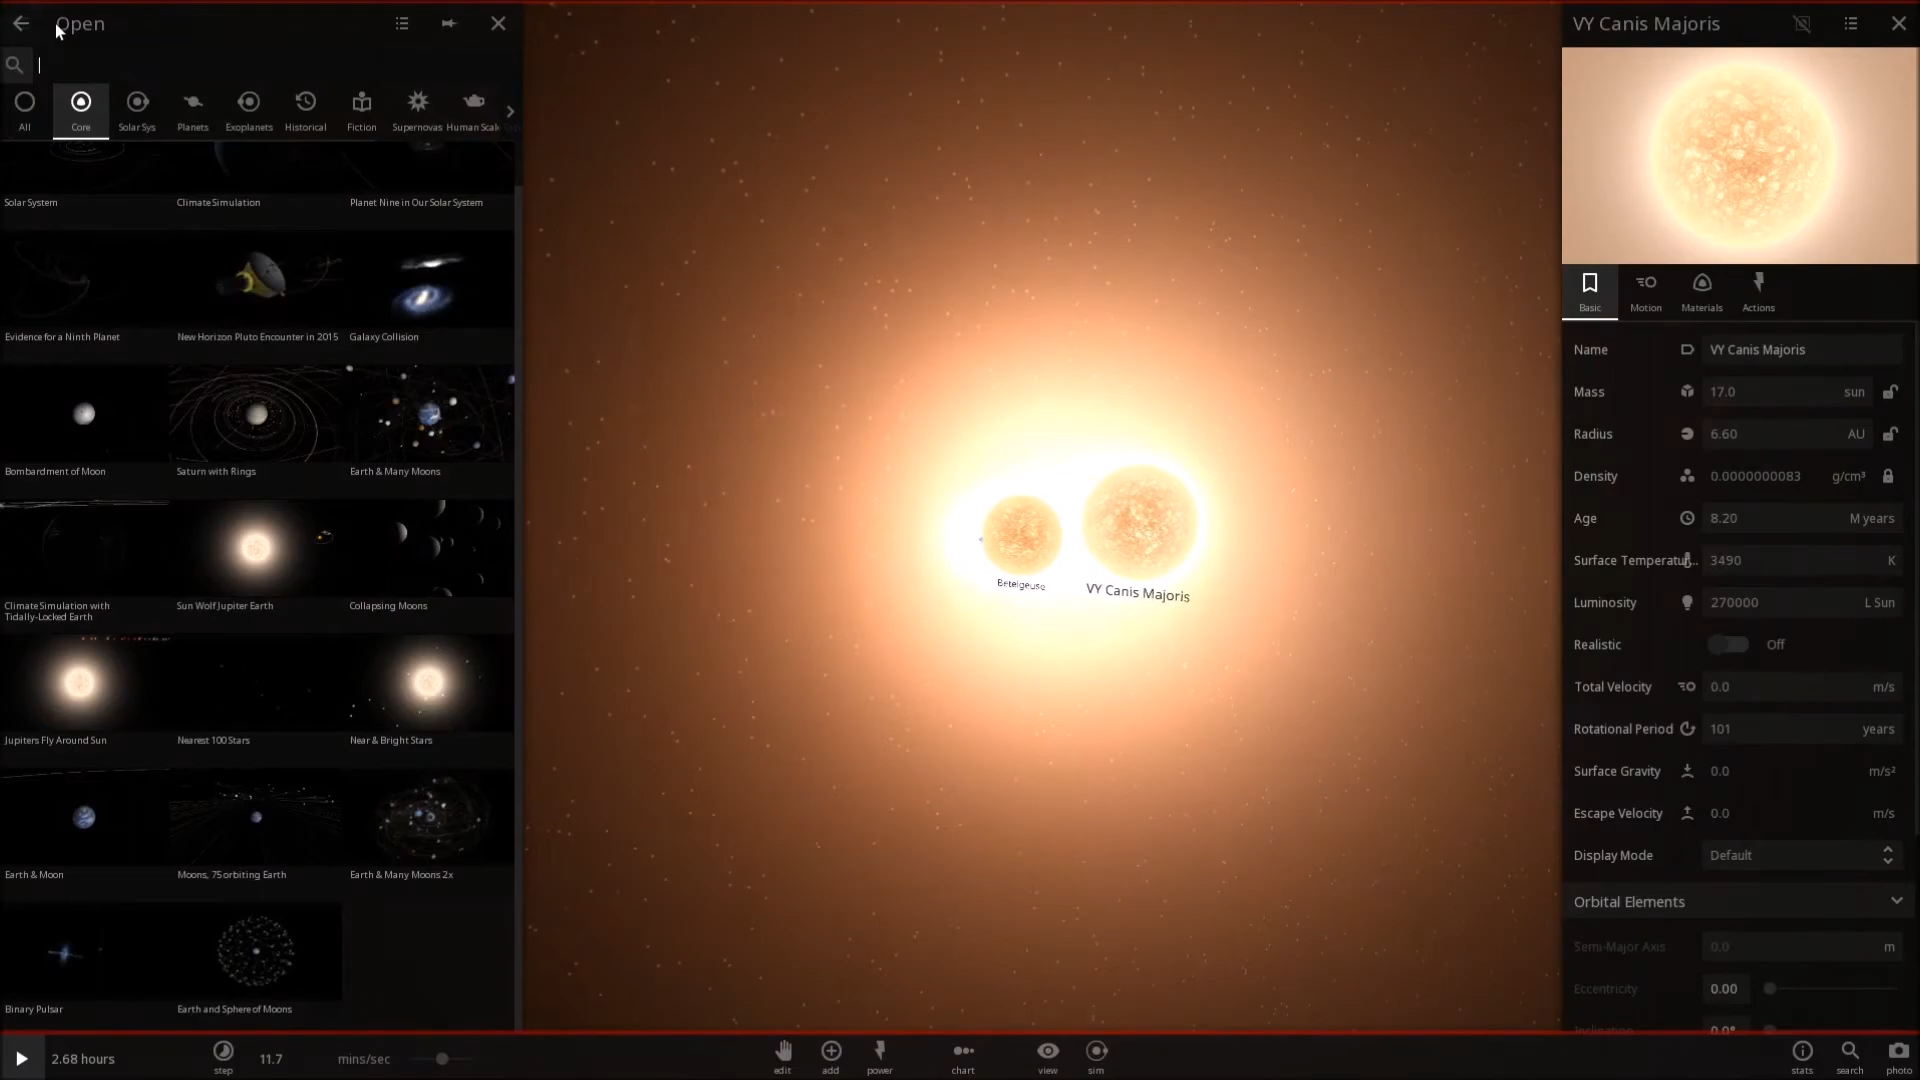 Open
All
Core
Solar Sys
Planets
Exoplanets
Historical
Fiction
Supernovas
Human Scal
Solar System
Climate Simulation
Planet Nine in Our Solar System
Evidence for a Ninth Planet
New Horizon Pluto Encounter in 2015
Galaxy Collision
Bombardment of Moon
Saturn with Rings
Earth & Many Moons
Climate Simulation with
Tidally-Locked Earth
Sun Wolf Jupiter Earth
Collapsing Moons
Jupiters Fly Around Sun
Nearest 100 Stars
Near & Bright Stars
Earth & Moon
Moons, 75 orbiting Earth
Earth & Many Moons 2x
Binary Pulsar
Earth and Sphere of Moons
Betelgeuse
VY Canis Majoris
VY Canis Majoris
Basic
Motion
Materials
Actions
Name VY Canis Majoris
Mass 17.0 sun
Radius 6.60 AU
Density 0.0000000083 g/cm³
Age 8.20 M years
Surface Temperatur... 3490 K
Luminosity 270000 L Sun
Realistic Off
Total Velocity 0.0 m/s
Rotational Period 101 years
Surface Gravity 0.0 m/s²
Escape Velocity 0.0 m/s
Display Mode Default
Orbital Elements
Semi-Major Axis 0.0 m
Eccentricity 0.00
2.68 hours
step
11.7 mins/sec
edit
add
power
chart
view
sim
stats
search
photo